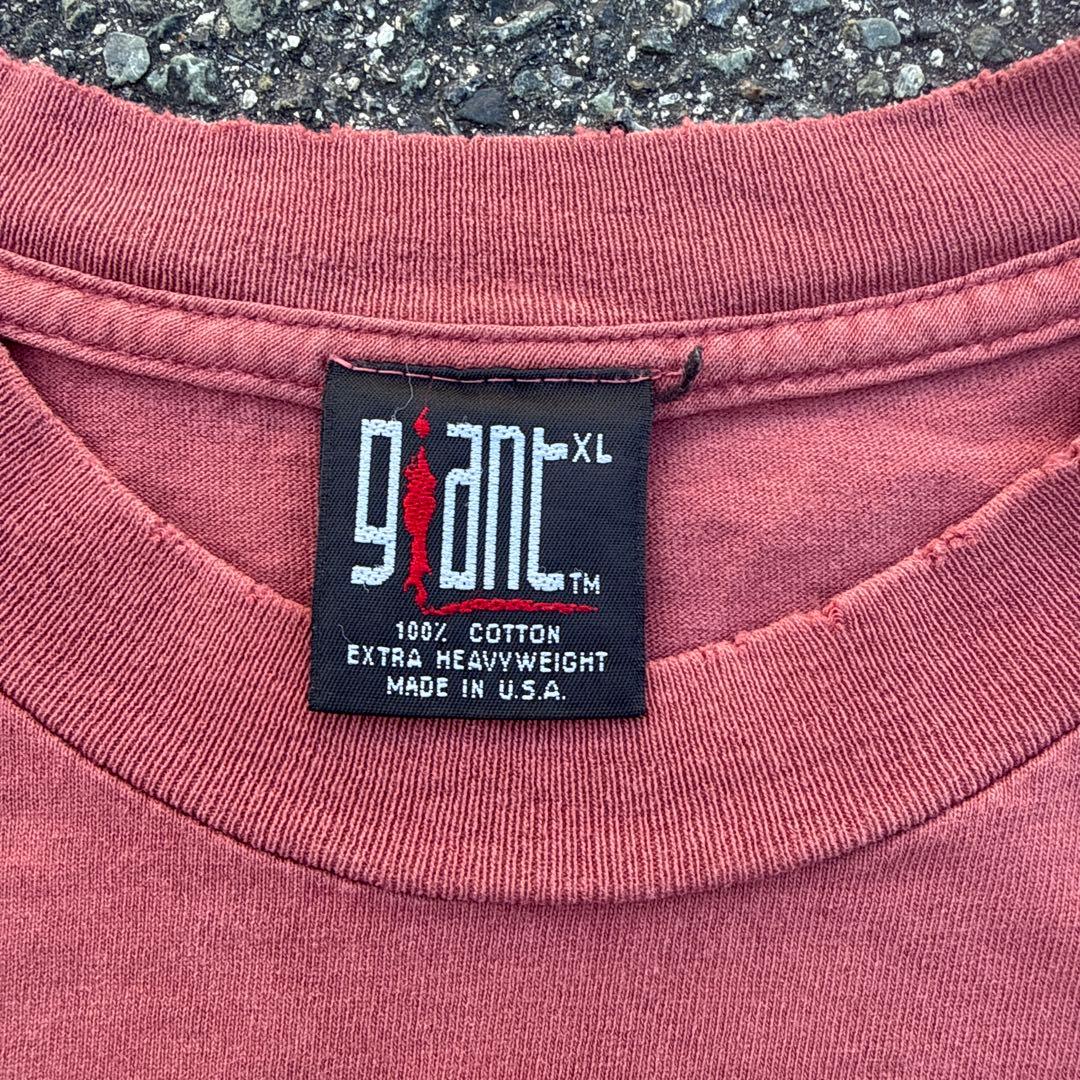 giant XL
TM
100% COTTON
EXTRA HEAVYWEIGHT
MADE IN U.S.A.